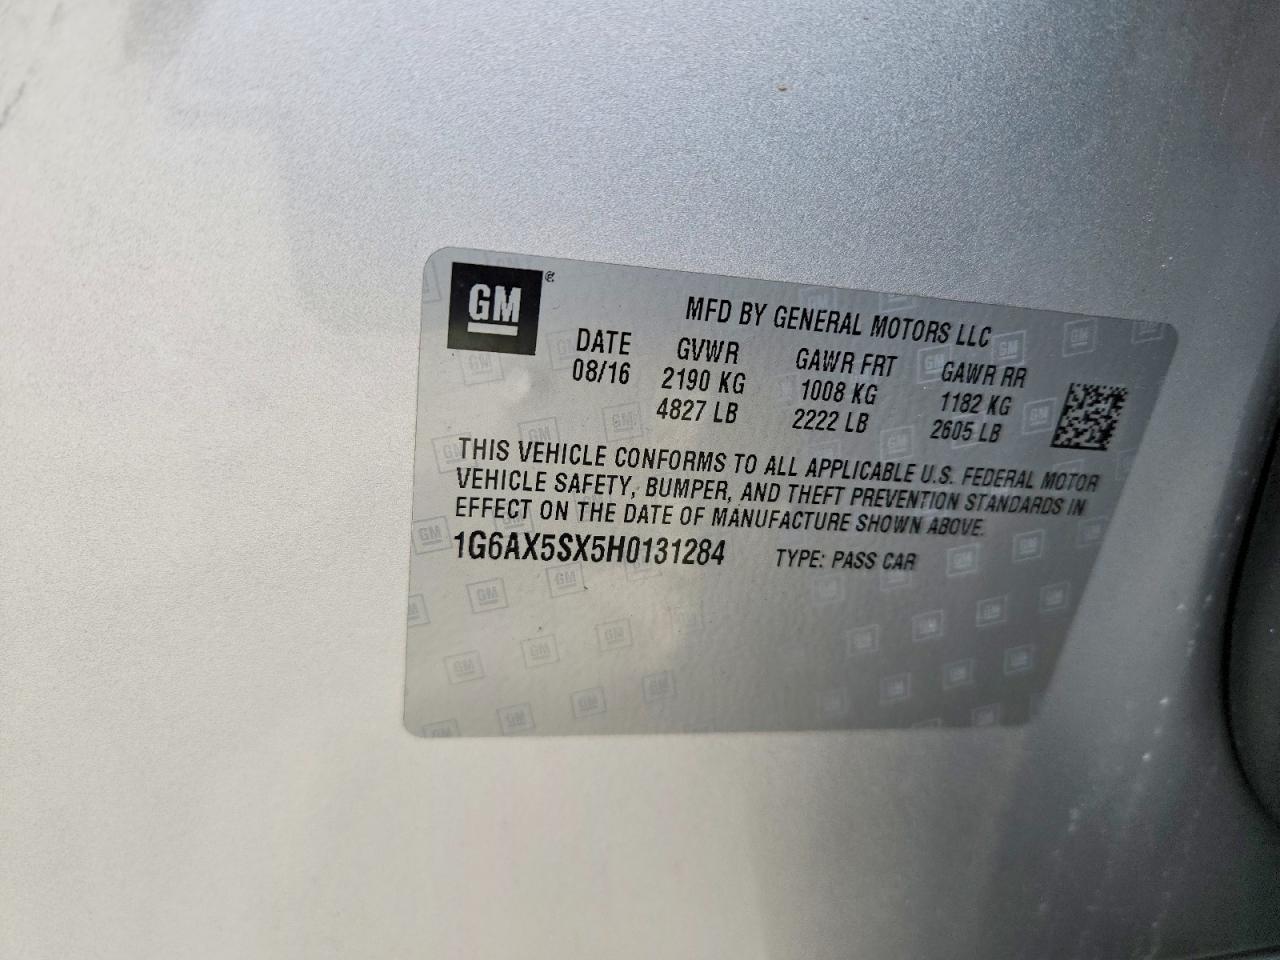 GM
MFD BY GENERAL MOTORS LLC
DATE GVWR GAWR FRT GAWR RR
08/16 2190 KG 1008 KG 1182 KG
4827 LB 2222 LB 2605 LB
THIS VEHICLE CONFORMS TO ALL APPLICABLE U.S. FEDERAL MOTOR
VEHICLE SAFETY, BUMPER, AND THEFT PREVENTION STANDARDS IN
EFFECT ON THE DATE OF MANUFACTURE SHOWN ABOVE.
1G6AX5SX5H0131284 TYPE: PASS CAR